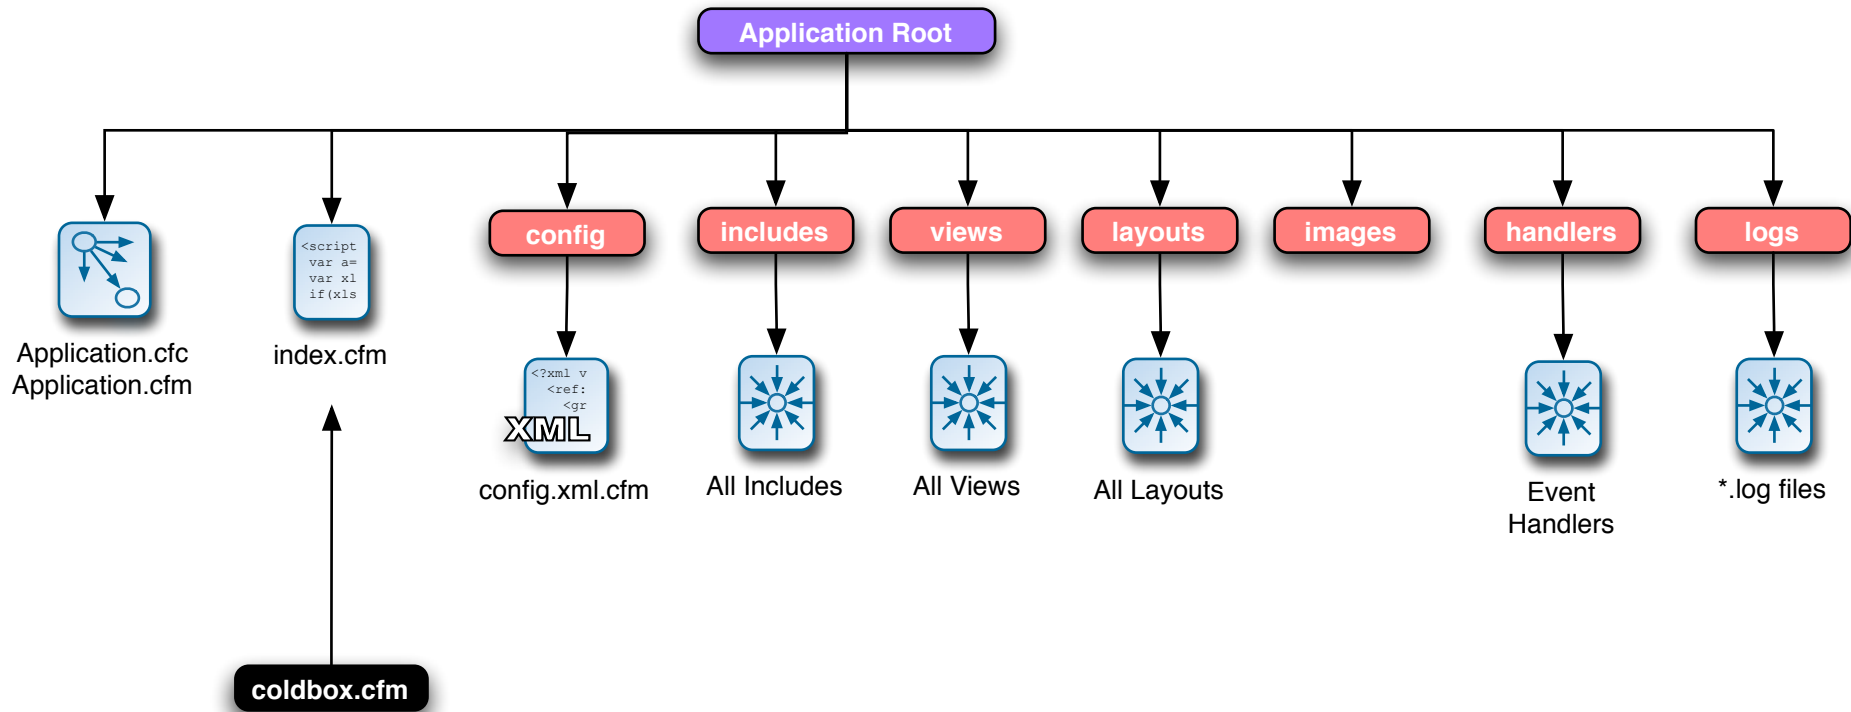 Application Root
<script
var a=
var xl
if(xls
Application.cfc
Application.cfm
index.cfm
config
includes
views
layouts
images
handlers
logs
<?xml v
<ref:
<gr
XML
config.xml.cfm
All Includes
All Views
All Layouts
Event
Handlers
*.log files
coldbox.cfm